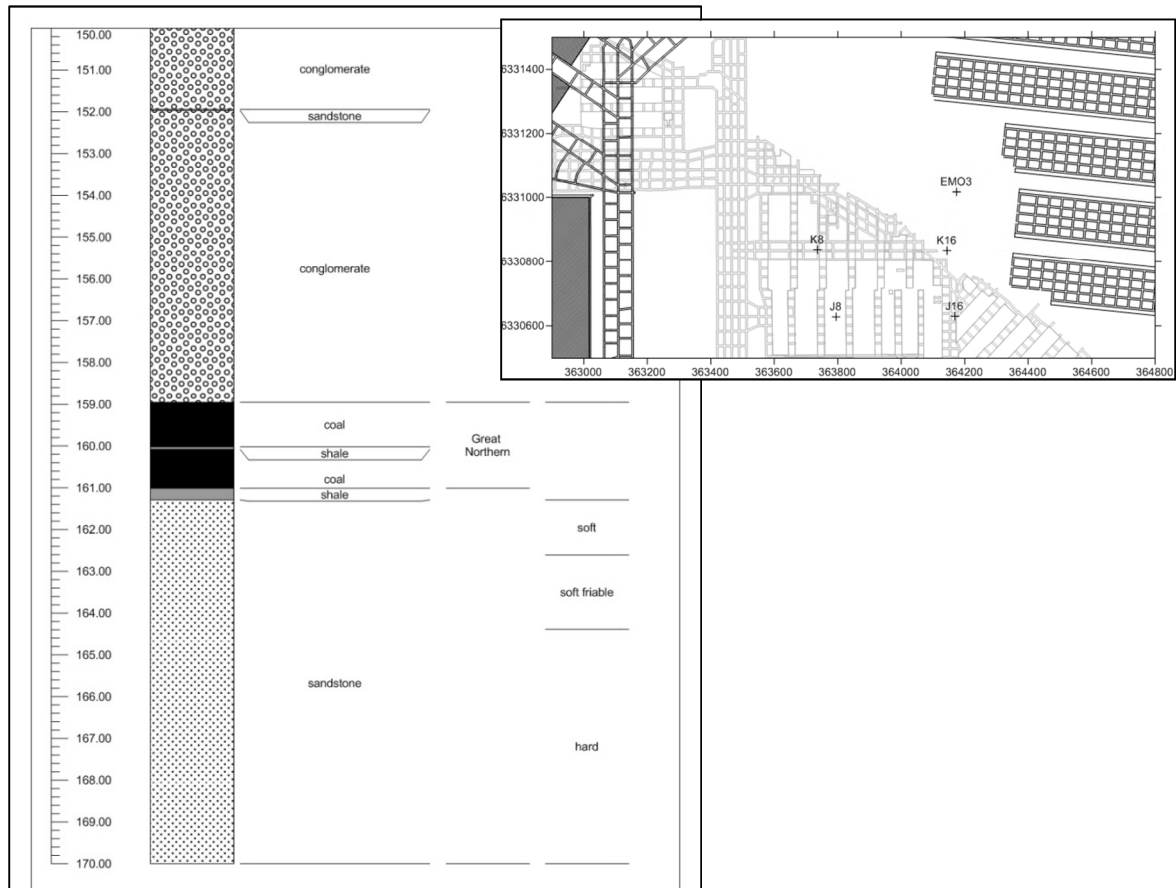 150.00
151.00
conglomerate
152.00
sandstone
153.00
154.00
155.00
conglomerate
156.00
157.00
158.00
159.00
coal
Great
Northern
160.00
shale
coal
161.00
shale
162.00
soft
163.00
soft friable
164.00
165.00
sandstone
166.00
167.00
hard
168.00
169.00
170.00
6331400
6331200
EMO3
6331000
K8
K16
6330800
J8
J16
6330600
363000 363200 363400 363600 363800 364000 364200 364400 364600 364800